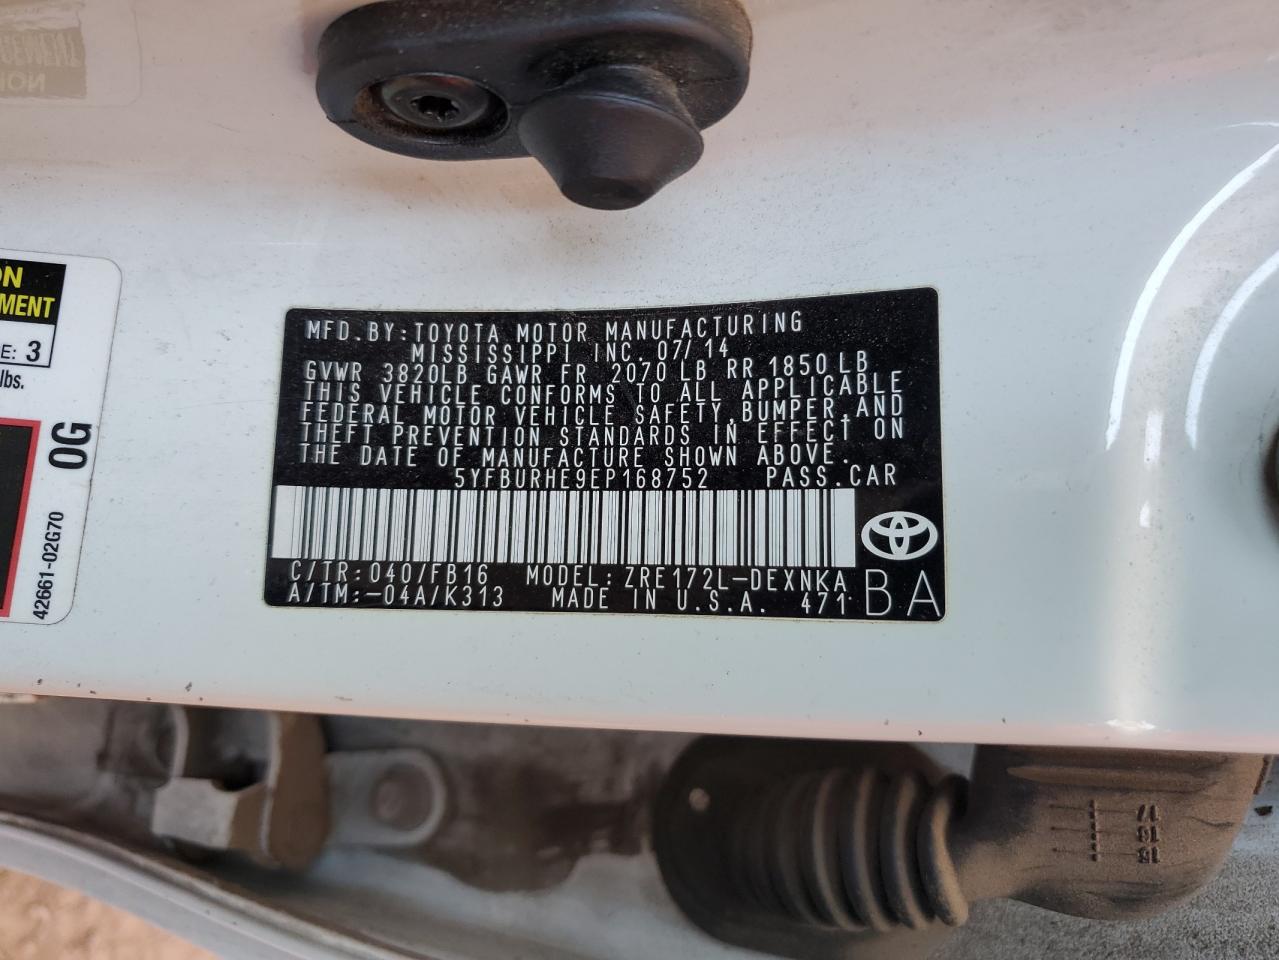 ON
MENT
E: 3
lbs.
0G
42661-02G70
MFD.BY:TOYOTA MOTOR MANUFACTURING
MISSISSIPPI INC. 07/14
GVWR 3820LB GAWR FR 2070 LB RR 1850 LB
THIS VEHICLE CONFORMS TO ALL APPLICABLE
FEDERAL MOTOR VEHICLE SAFETY,BUMPER,AND
THEFT PREVENTION STANDARDS IN EFFECT ON
THE DATE OF MANUFACTURE SHOWN ABOVE.
5YFBURHE9EP168752 PASS.CAR
C/TR:040/FB16 MODEL:ZRE172L-DEXNKA
A/TM:-04A/K313 MADE IN U.S.A. 471
BA
17
16
15